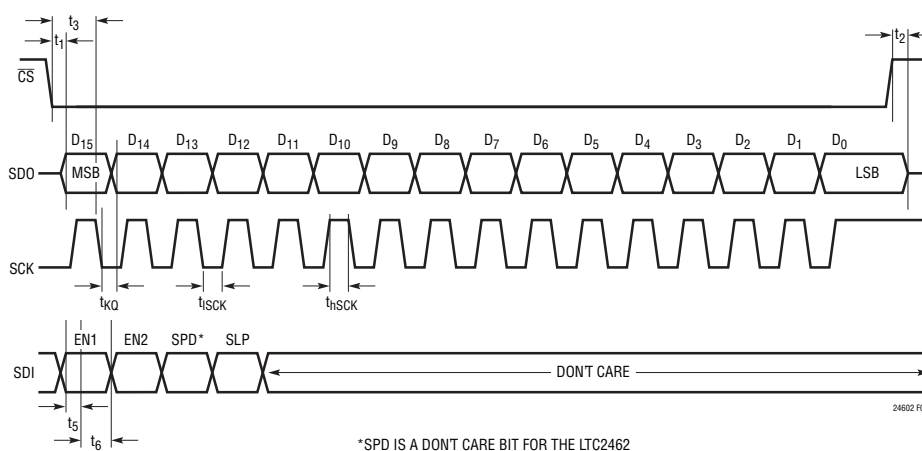 t3
t1
t2
CS
D15 D14 D13 D12 D11 D10 D9 D8 D7 D6 D5 D4 D3 D2 D1 D0
SDO MSB LSB
SCK
tKQ tlSCK thSCK
EN1 EN2 SPD* SLP
SDI DON'T CARE
t5
t6
24602 F
*SPD IS A DON'T CARE BIT FOR THE LTC2462